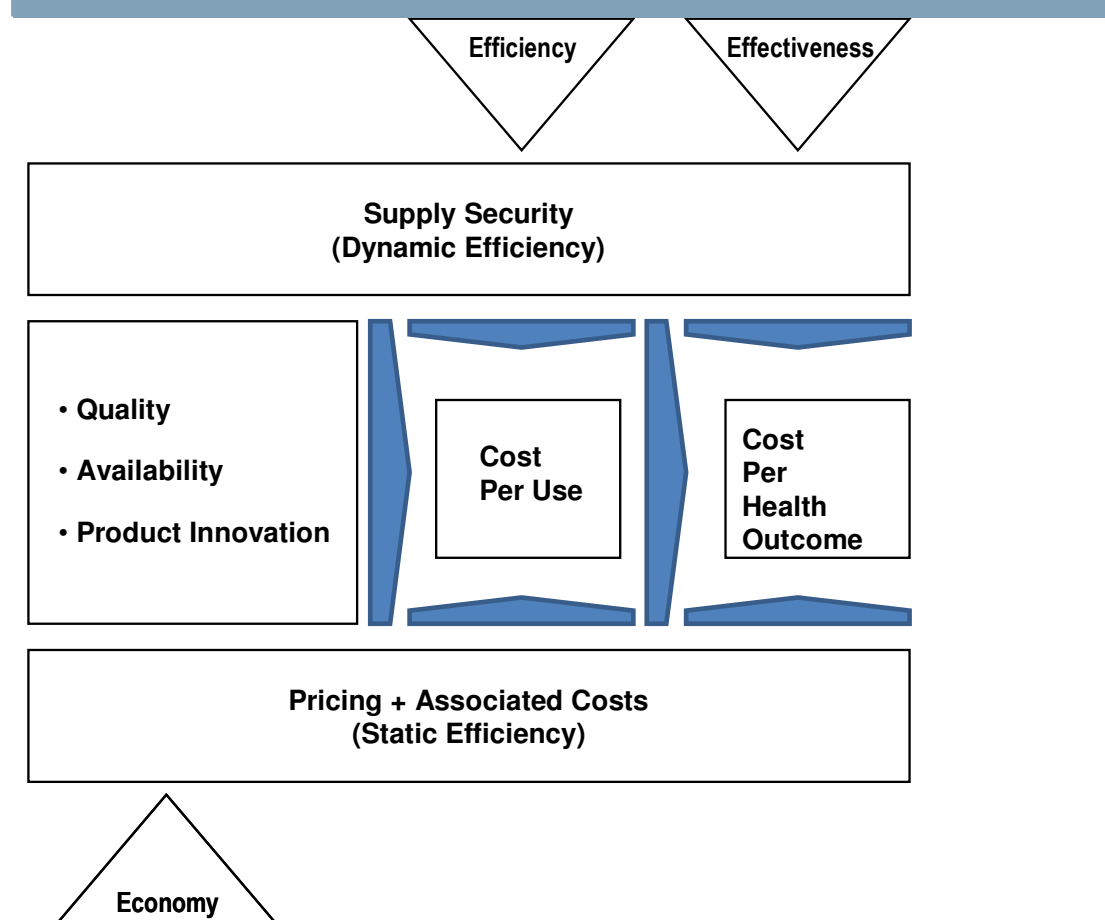 Efficiency
Effectiveness
Supply Security
(Dynamic Efficiency)
• Quality
• Availability
• Product Innovation
Cost
Per Use
Cost
Per
Health
Outcome
Pricing + Associated Costs
(Static Efficiency)
Economy